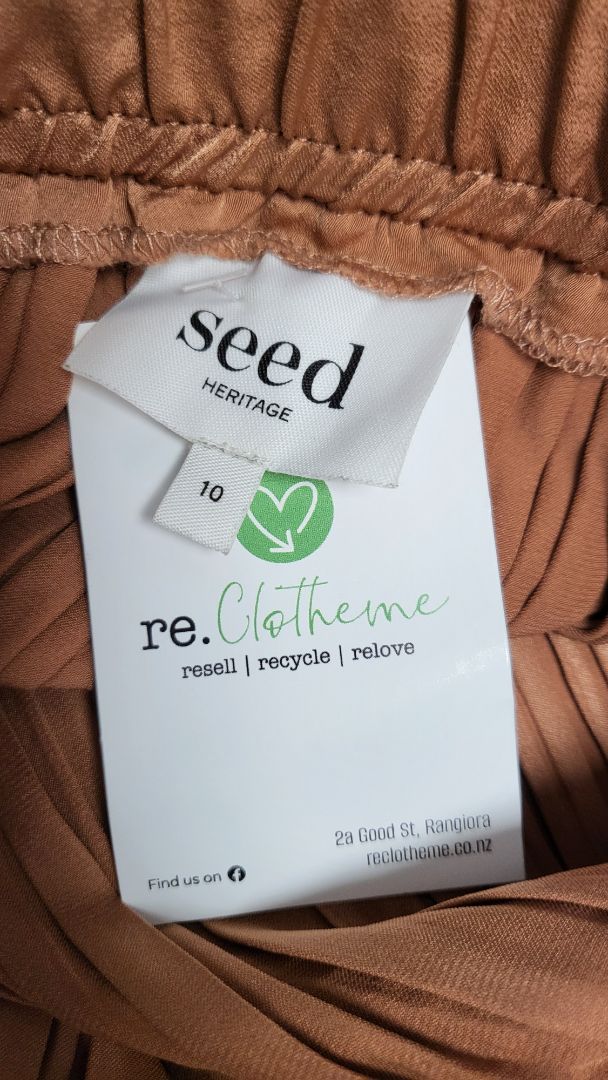 seed
HERITAGE
10
re.Clotheme
resell | recycle | relove
2a Good St, Rangiora
reclotheme.co.nz
Find us on